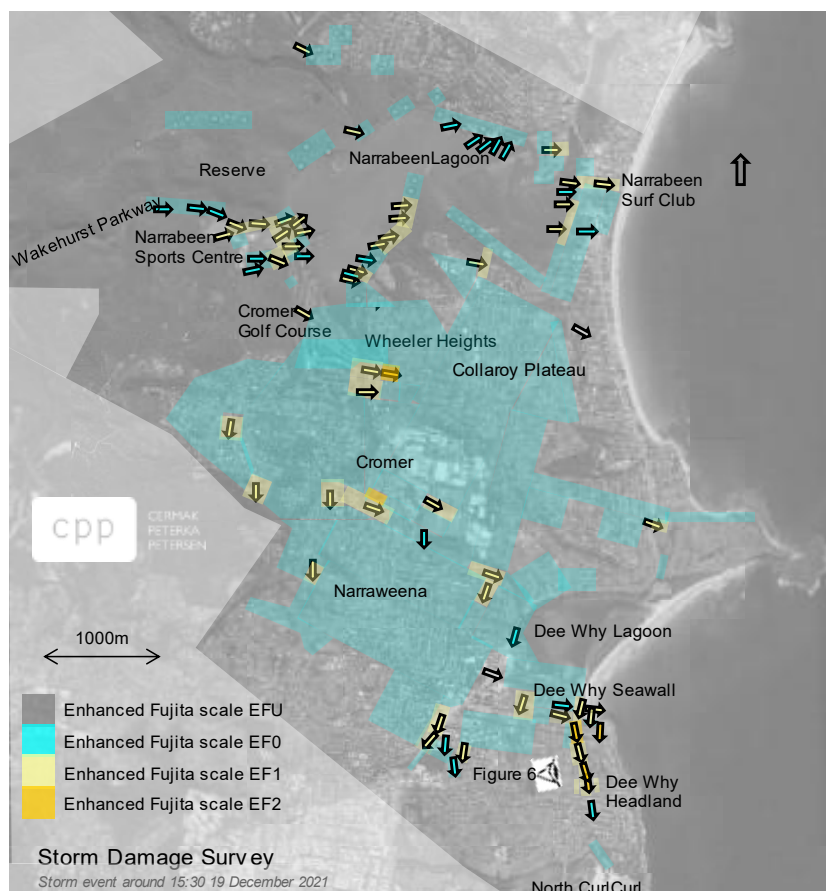 Reserve
NarrabeenLagoon
Narrabeen
Surf Club
Wakehurst Parkway
Narrabeen
Sports Centre
Cromer
Golf Course
Wheeler Heights
Collaroy Plateau
Cromer
cpp
CERMAK
PETERKA
PETERSEN
Narraweena
Dee Why Lagoon
1000m
Dee Why Seawall
Enhanced Fujita scale EFU
Enhanced Fujita scale EF0
Enhanced Fujita scale EF1
Enhanced Fujita scale EF2
Figure 6
Dee Why
Headland
Storm Damage Survey
Storm event around 15:30 19 December 2021
North CurlCurl